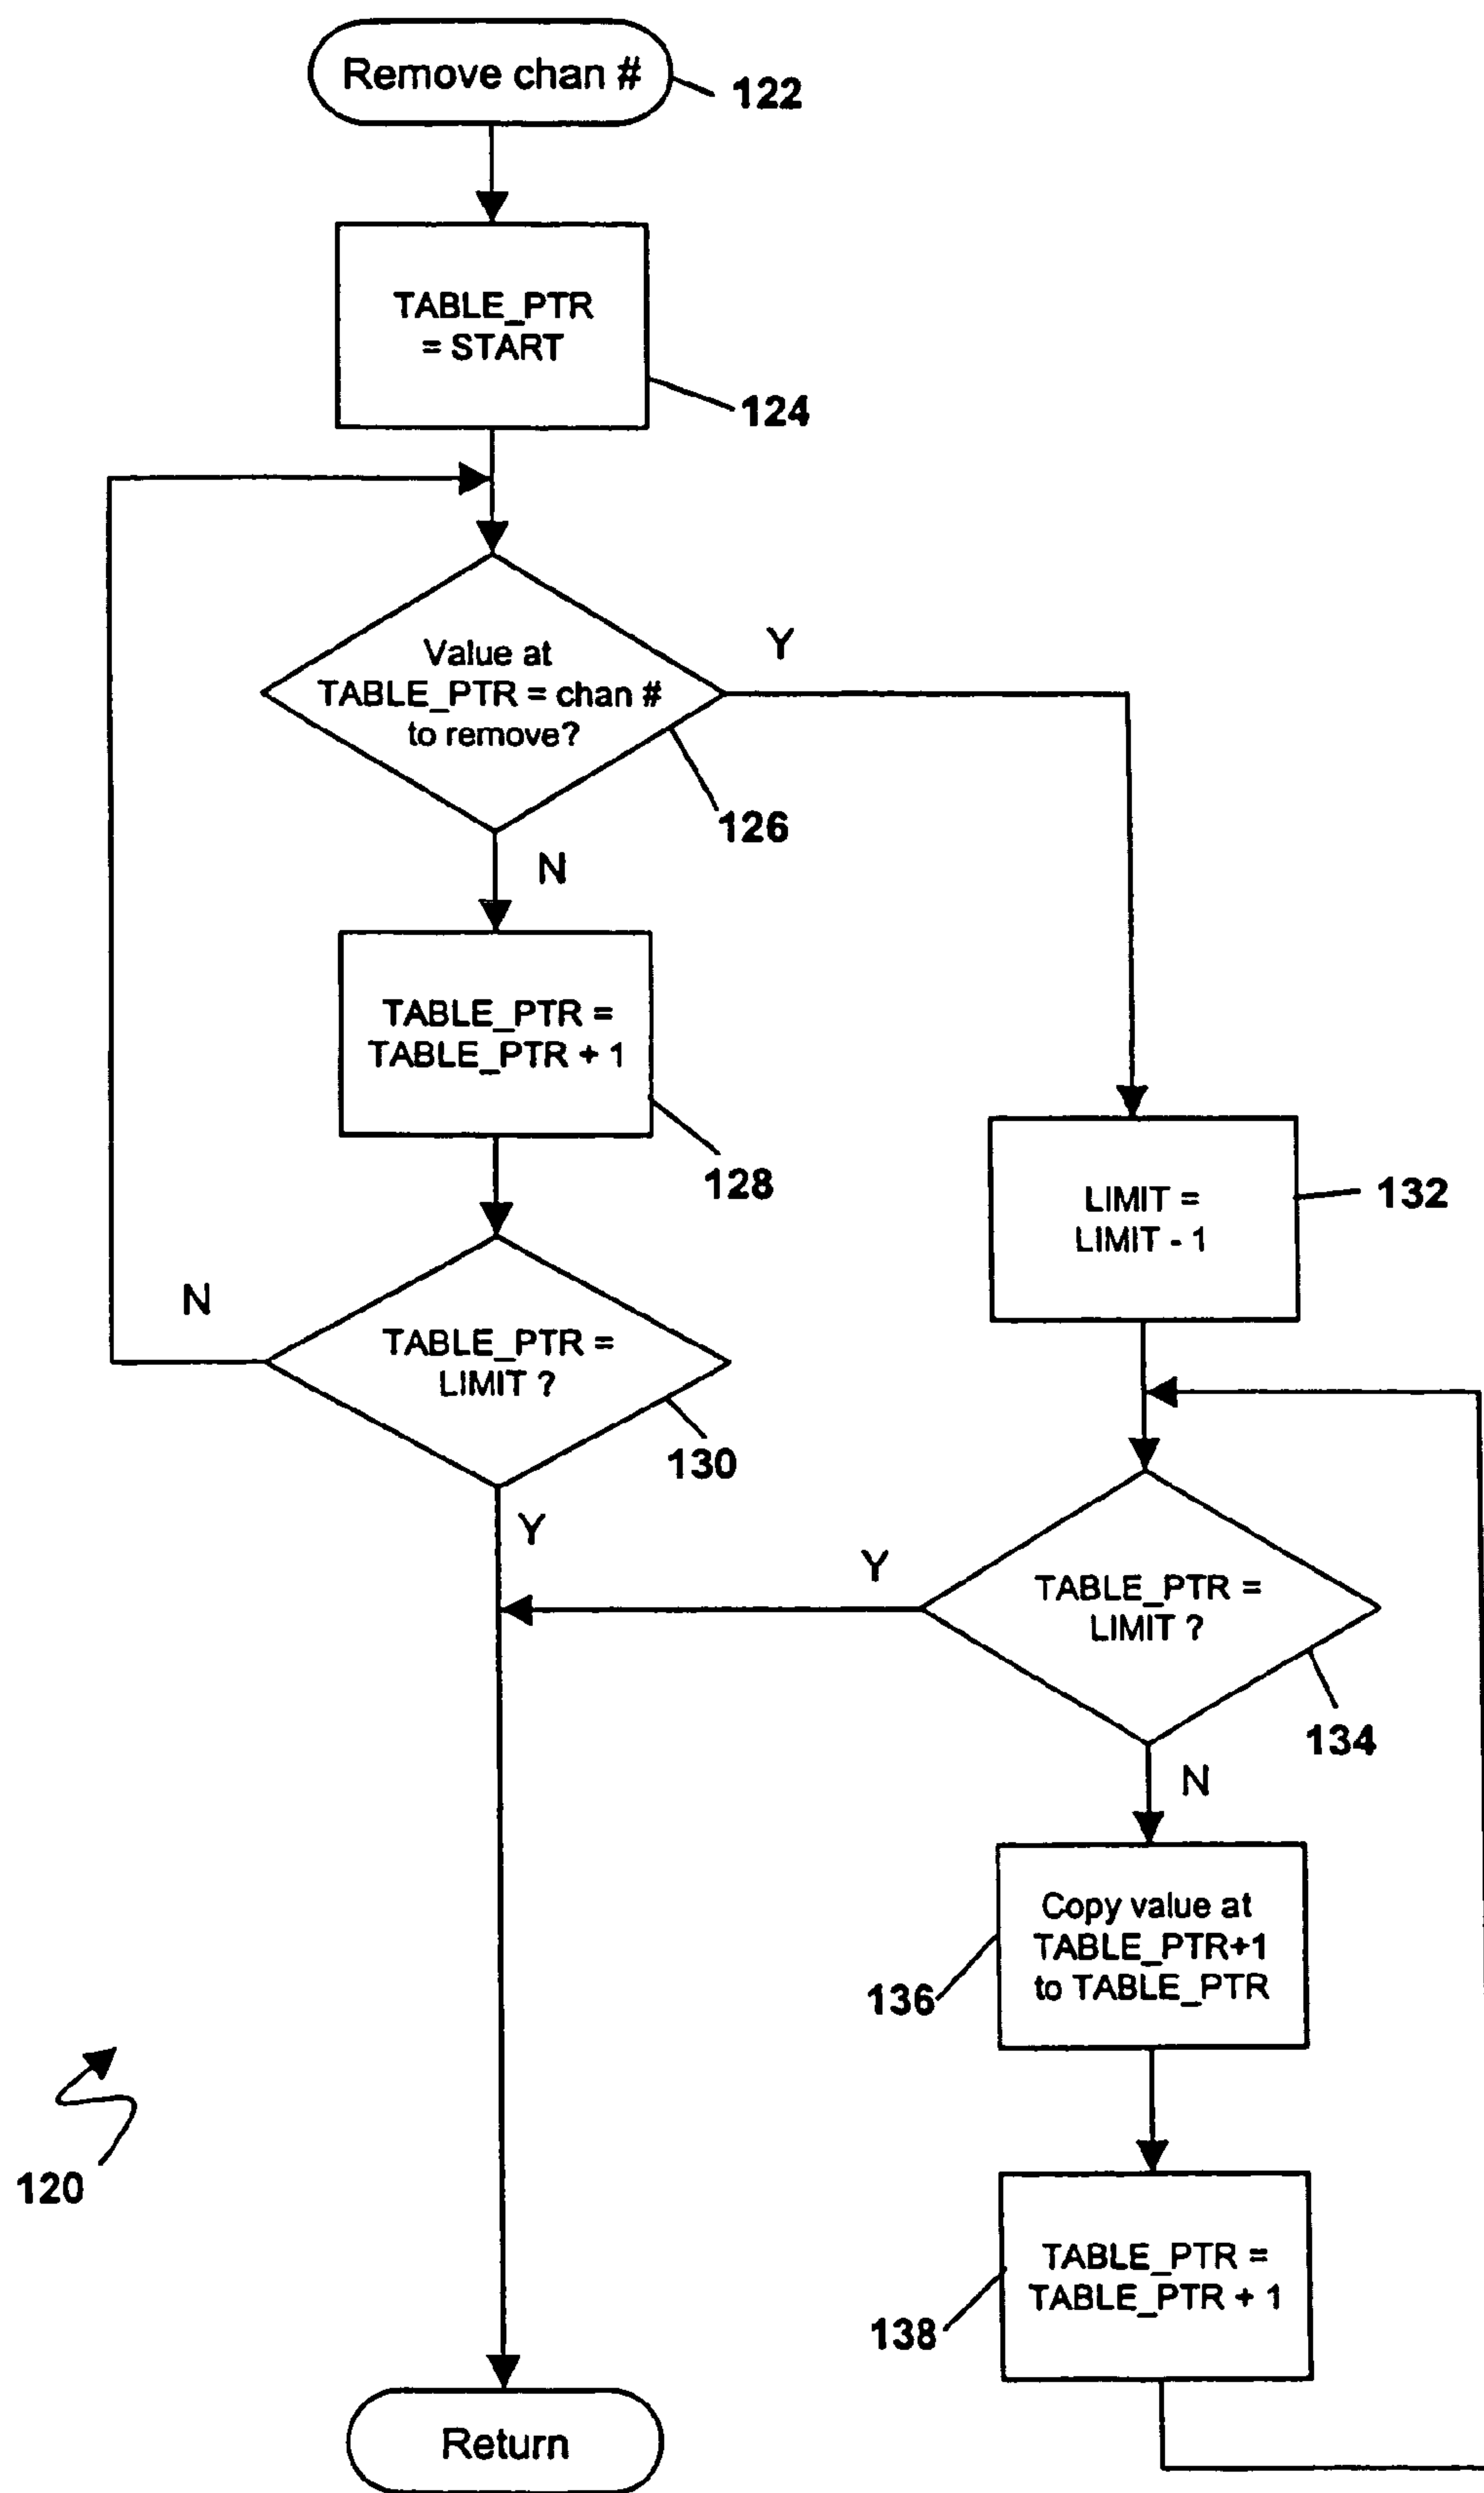 Remove chan #
122
TABLE_PTR
= START
124
Value at
TABLE_PTR = chan #
to remove?
Y
126
N
TABLE_PTR =
TABLE_PTR + 1
128
LIMIT =
LIMIT - 1
132
N
TABLE_PTR =
LIMIT ?
130
Y
Y
TABLE_PTR =
LIMIT ?
134
N
Copy value at
TABLE_PTR+1
to TABLE_PTR
136
120
TABLE_PTR =
TABLE_PTR + 1
138
Return